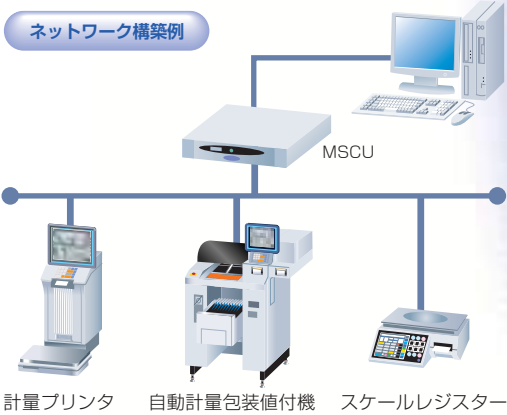 ネットワーク構築例
MSCU
計量プリンタ
自動計量包装値付機
スケールレジスター